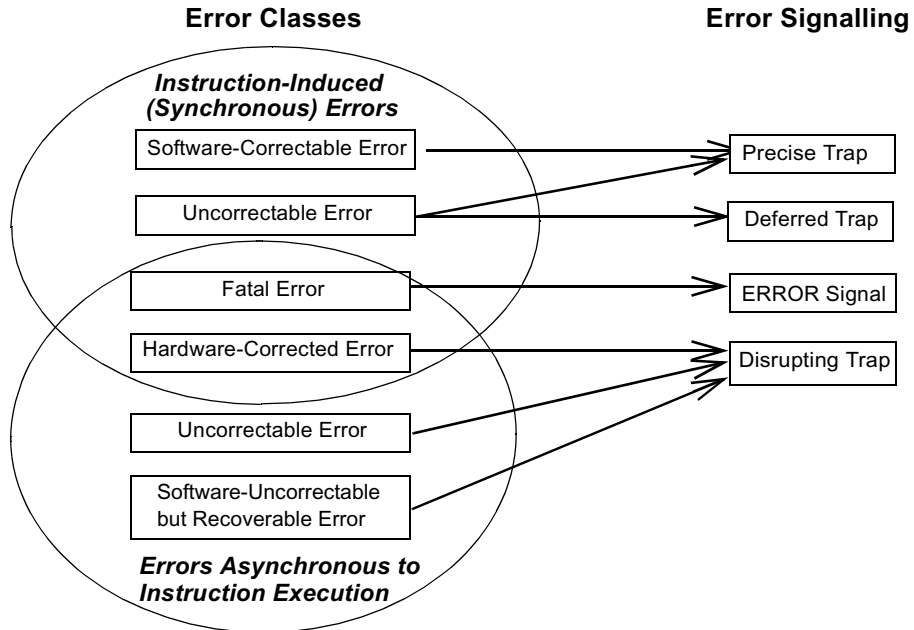 Error Classes
Error Signalling
Instruction-Induced
(Synchronous) Errors
Software-Correctable Error
Precise Trap
Uncorrectable Error
Deferred Trap
Fatal Error
ERROR Signal
Hardware-Corrected Error
Disrupting Trap
Uncorrectable Error
Software-Uncorrectable
but Recoverable Error
Errors Asynchronous to
Instruction Execution